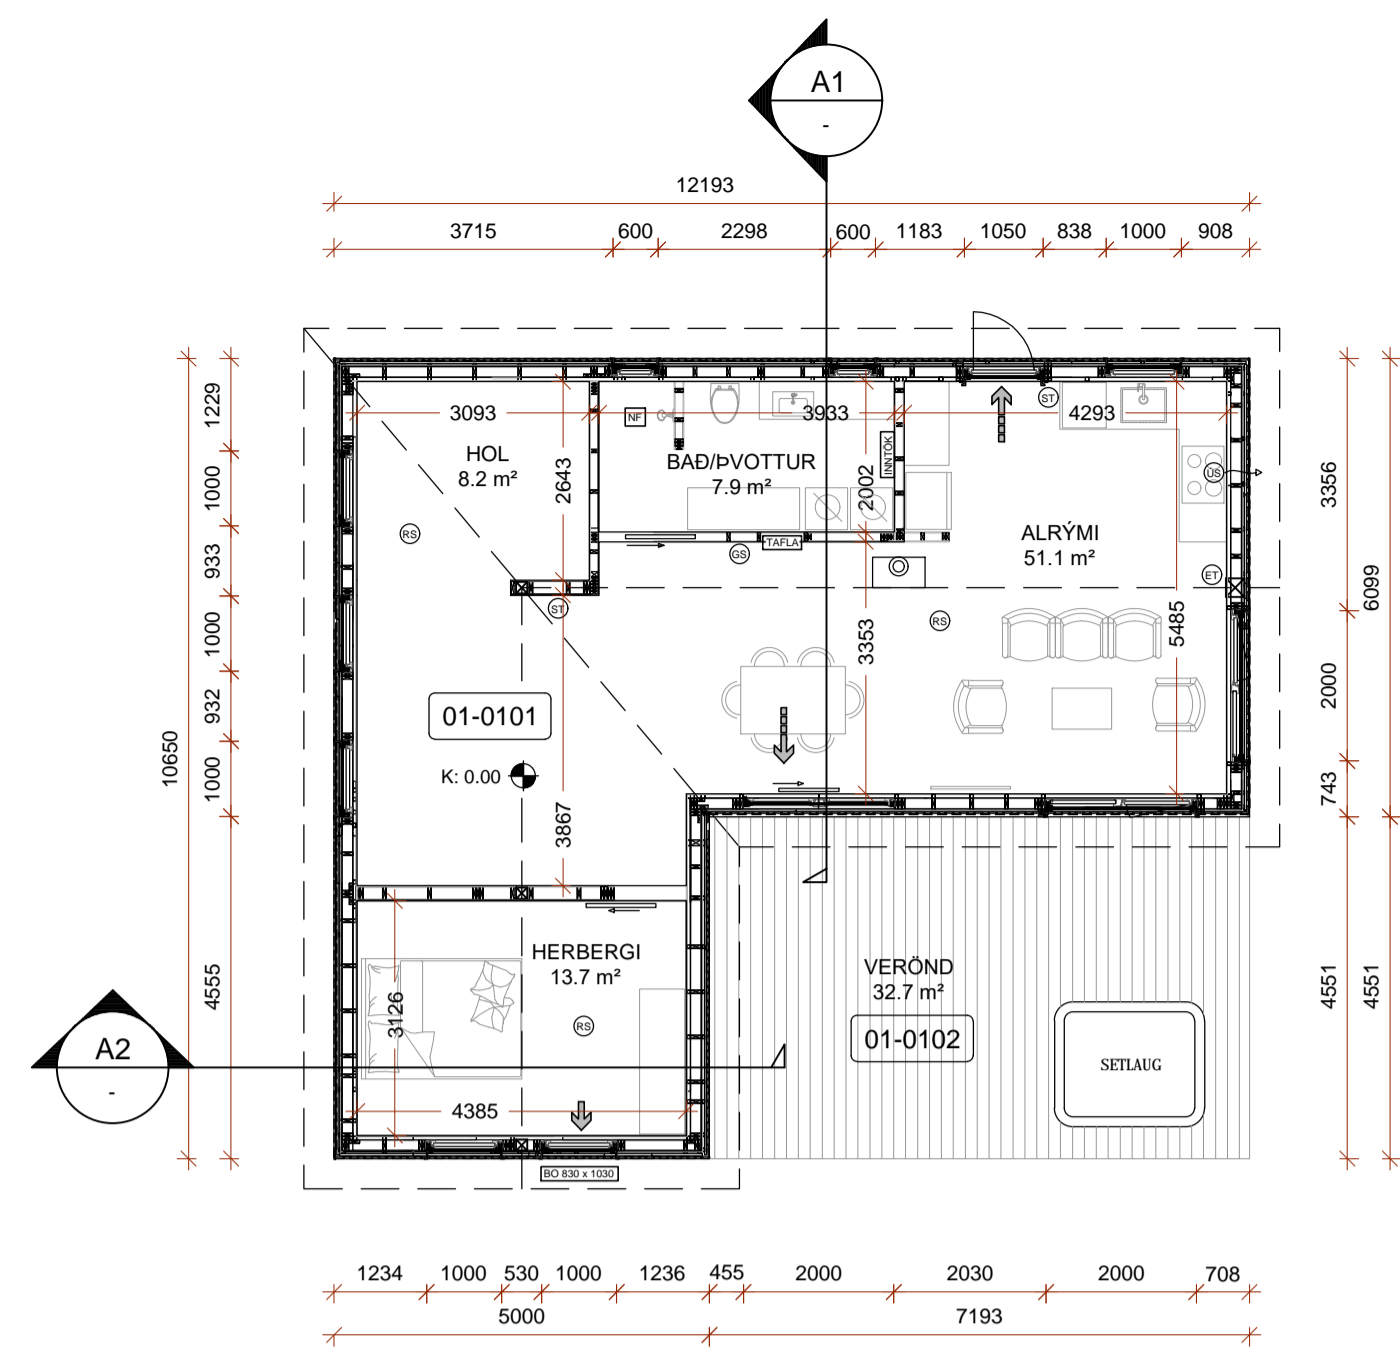 A1
-
12193
3715 600 2298 600 1183 1050 838 1000 908
3093 3933 4293
ST
NF
HOL
8.2 m²
2643
BAÐ/ÞVOTTUR
7.9 m²
INNTÖK
2002
ÚS
ALRÝMI
51.1 m²
RS
GS
TAFLA
ET
ST
RS
3353
5485
01-0101
K: 0.00
3867
1229
1000
933
1000
932
1000
4555
10650
3356
2000
743
4551
6099
4551
HERBERGI
13.7 m²
3126
RS
4385
VERÖND
32.7 m²
01-0102
SETLAUG
A2
-
BO 830 x 1030
1234 1000 530 1000 1236 455 2000 2030 2000 708
5000 7193